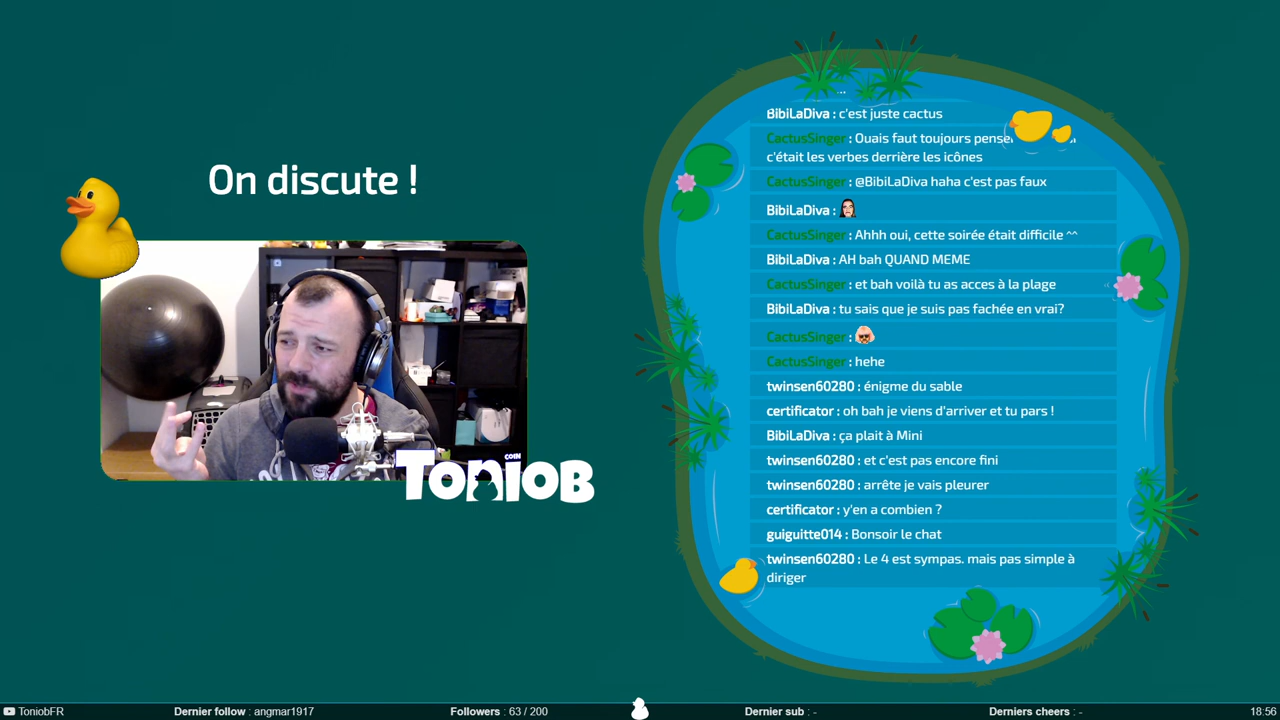 On discute !
COIN
TONIOB
...
BibiLaDiva : c'est juste cactus
CactusSinger : Ouais faut toujours penser
c'était les verbes derrière les icônes
CactusSinger : @BibiLaDiva haha c'est pas faux
BibiLaDiva :
CactusSinger : Ahhh oui, cette soirée était difficile ^^
BibiLaDiva : AH bah QUAND MEME
CactusSinger : et bah voilà tu as acces à la plage
BibiLaDiva : tu sais que je suis pas fachée en vrai?
CactusSinger :
CactusSinger : hehe
twinsen60280 : énigme du sable
certificator : oh bah je viens d'arriver et tu pars !
BibiLaDiva : ça plait à Mini
twinsen60280 : et c'est pas encore fini
twinsen60280 : arrête je vais pleurer
certificator : y'en a combien ?
guiguitte014 : Bonsoir le chat
twinsen60280 : Le 4 est sympas. mais pas simple à
diriger
ToniobFR Dernier follow : angmar1917 Followers : 63 / 200 Dernier sub : - Derniers cheers : - 18:56